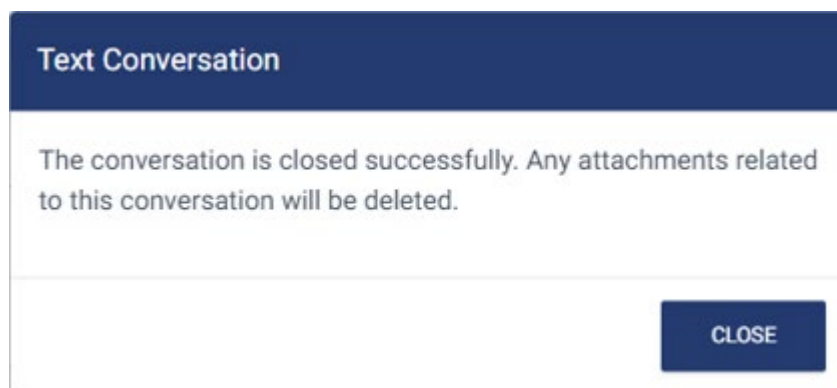 Text Conversation
The conversation is closed successfully. Any attachments related
to this conversation will be deleted.
CLOSE